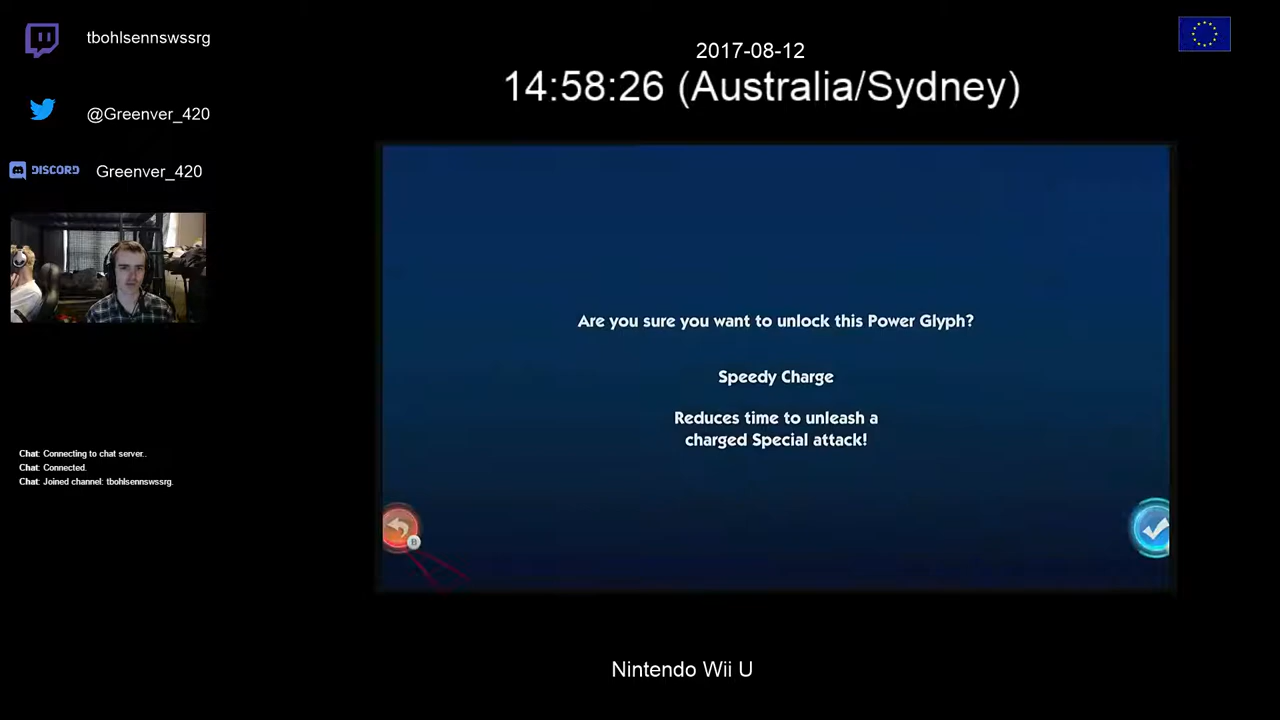 tbohlsennswssrg
@Greenver_420
DISCORD Greenver_420
2017-08-12
14:58:26 (Australia/Sydney)
Are you sure you want to unlock this Power Glyph?
Speedy Charge
Reduces time to unleash a
charged Special attack!
B
Chat: Connecting to chat server..
Chat: Connected.
Chat: Joined channel: tbohlsennswssrg.
Nintendo Wii U